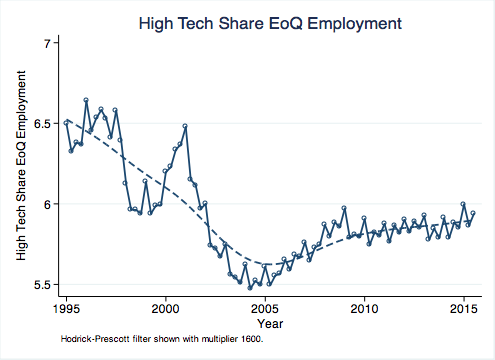 High Tech Share EoQ Employment
High Tech Share EoQ Employment
7
6.5
6
5.5
1995
2000
2005
2010
2015
Year
Hodrick-Prescott filter shown with multiplier 1600.